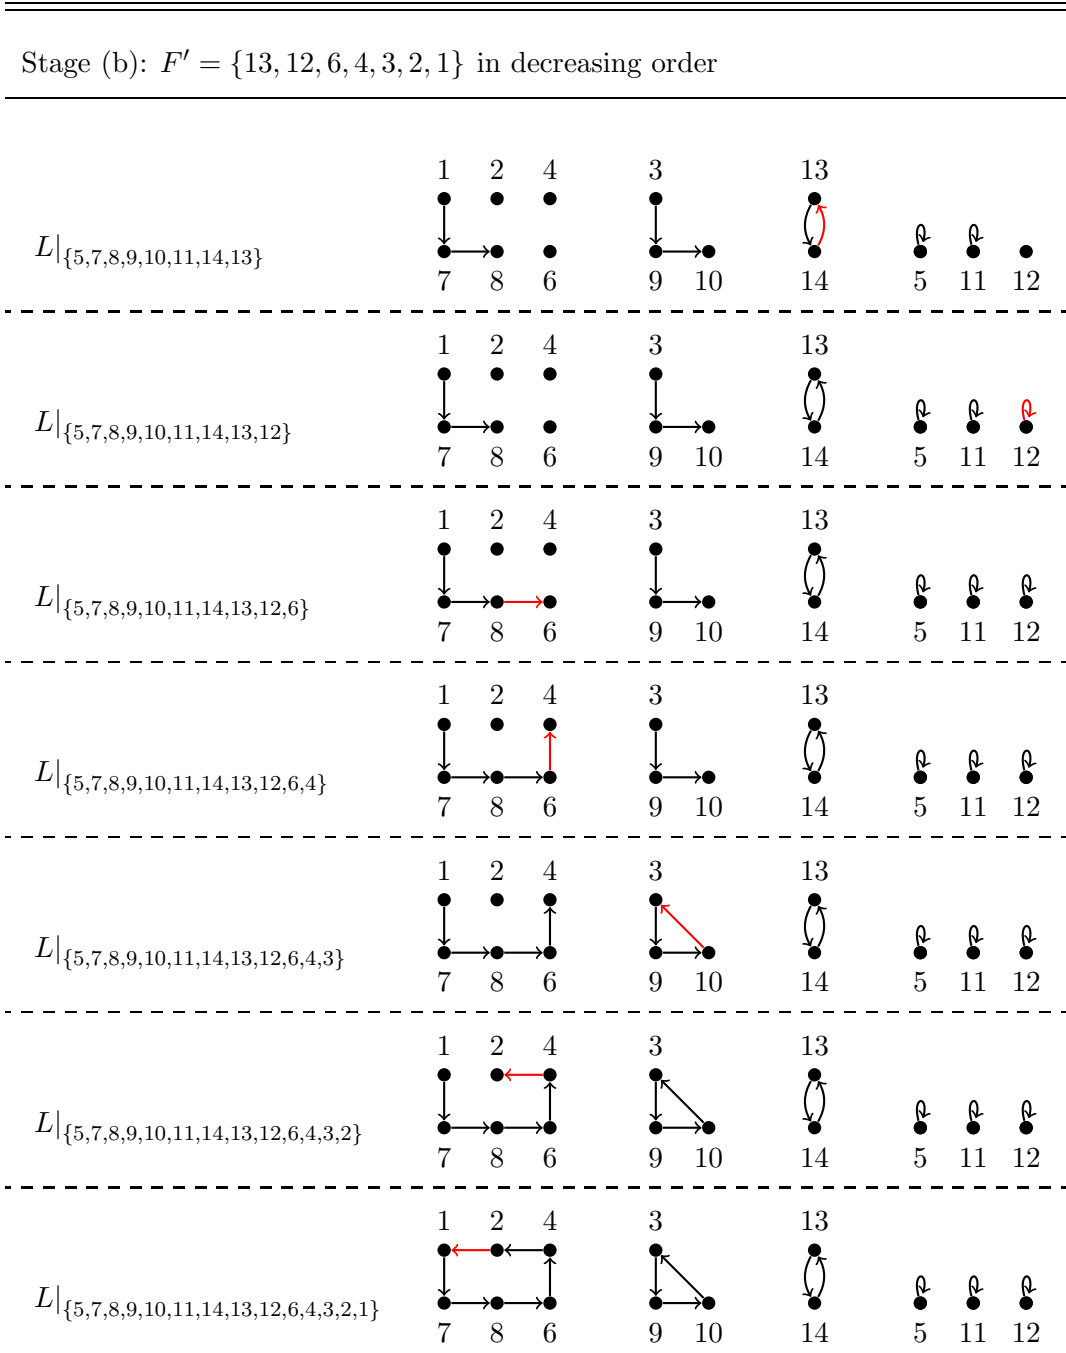 Stage (b): F′ = {13, 12, 6, 4, 3, 2, 1} in decreasing order
1 2 4 3 13
L|{5,7,8,9,10,11,14,13}
7 8 6 9 10 14 5 11 12
1 2 4 3 13
L|{5,7,8,9,10,11,14,13,12}
7 8 6 9 10 14 5 11 12
1 2 4 3 13
L|{5,7,8,9,10,11,14,13,12,6}
7 8 6 9 10 14 5 11 12
1 2 4 3 13
L|{5,7,8,9,10,11,14,13,12,6,4}
7 8 6 9 10 14 5 11 12
1 2 4 3 13
L|{5,7,8,9,10,11,14,13,12,6,4,3}
7 8 6 9 10 14 5 11 12
1 2 4 3 13
L|{5,7,8,9,10,11,14,13,12,6,4,3,2}
7 8 6 9 10 14 5 11 12
1 2 4 3 13
L|{5,7,8,9,10,11,14,13,12,6,4,3,2,1}
7 8 6 9 10 14 5 11 12